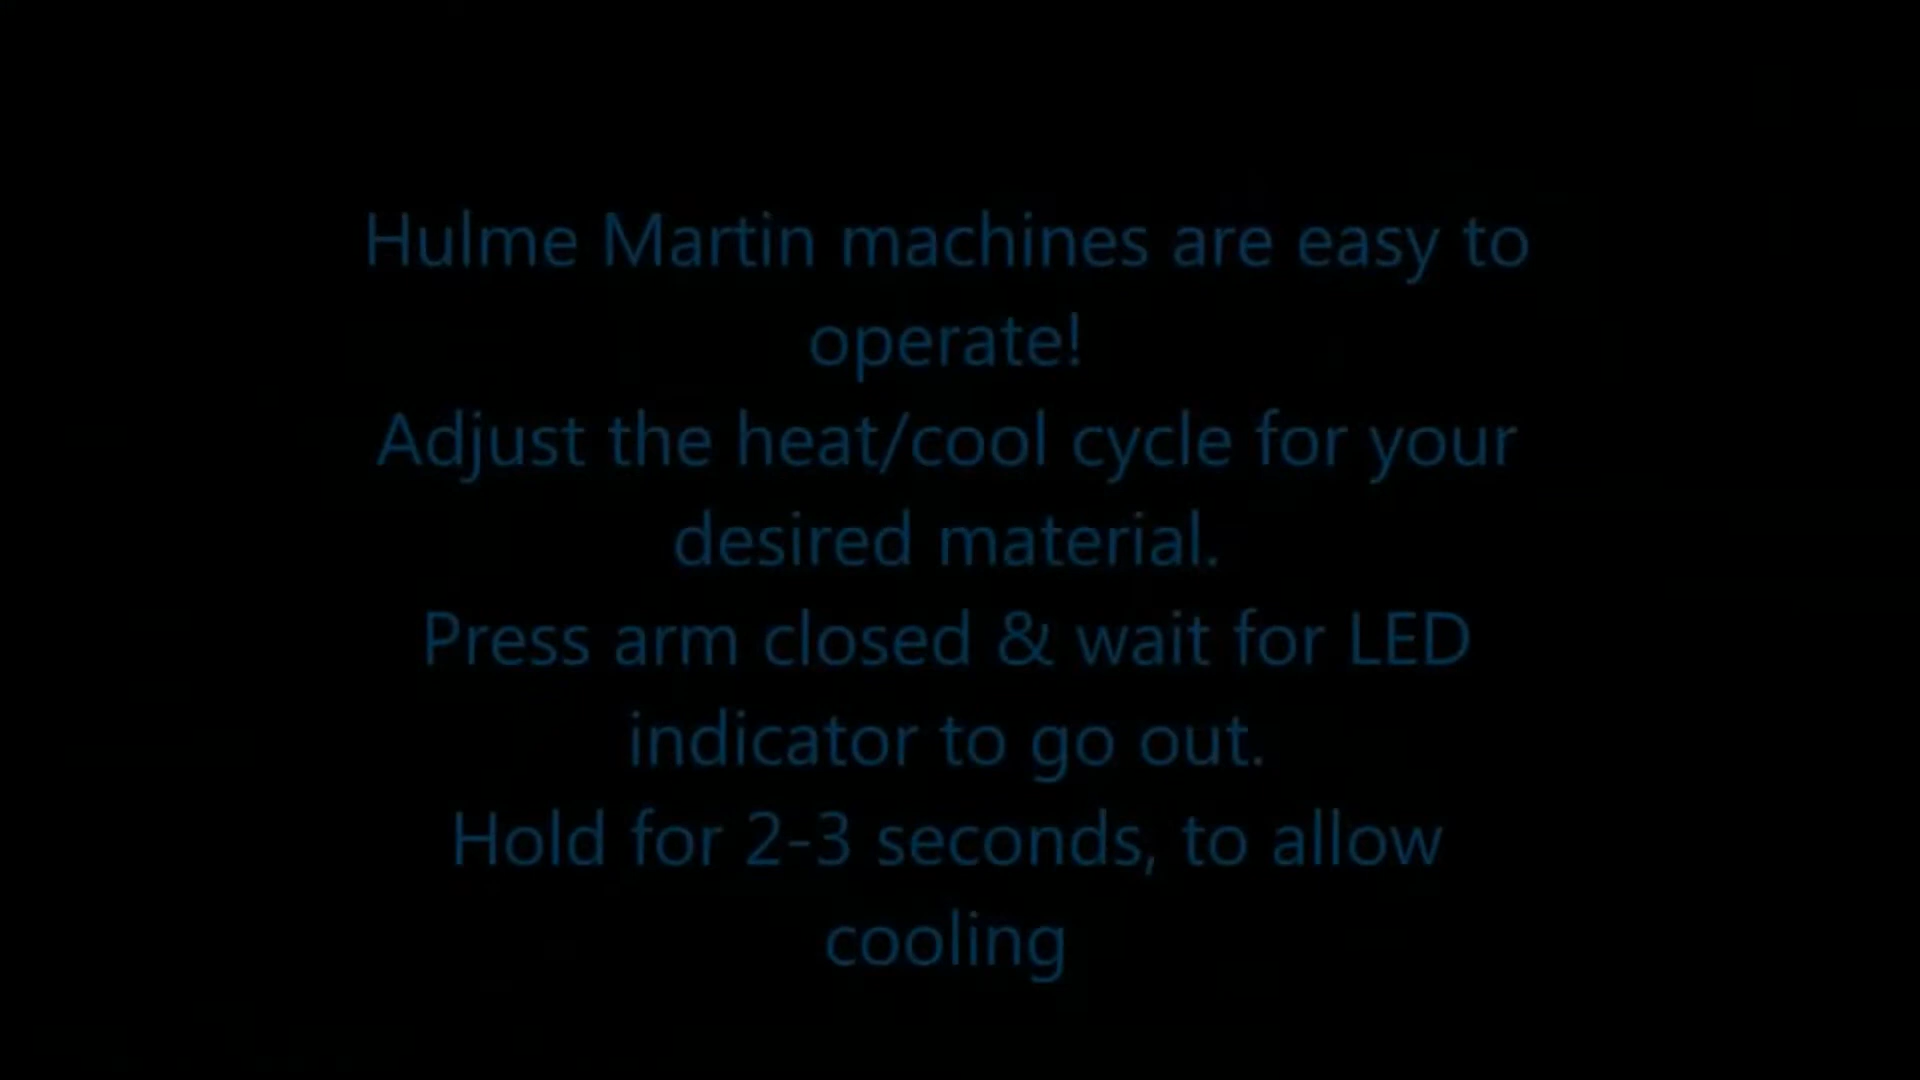 Hulme Martin machines are easy to
operate!
Adjust the heat/cool cycle for your
desired material.
Press arm closed & wait for LED
indicator to go out.
Hold for 2-3 seconds, to allow
cooling